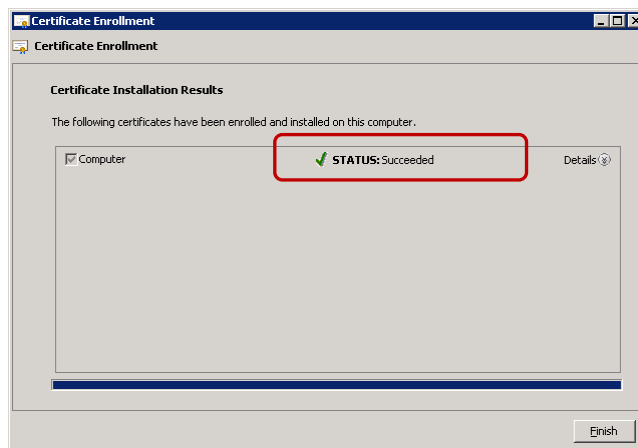 Certificate Enrollment
Certificate Enrollment
Certificate Installation Results
The following certificates have been enrolled and installed on this computer.
Computer STATUS: Succeeded Details
Finish